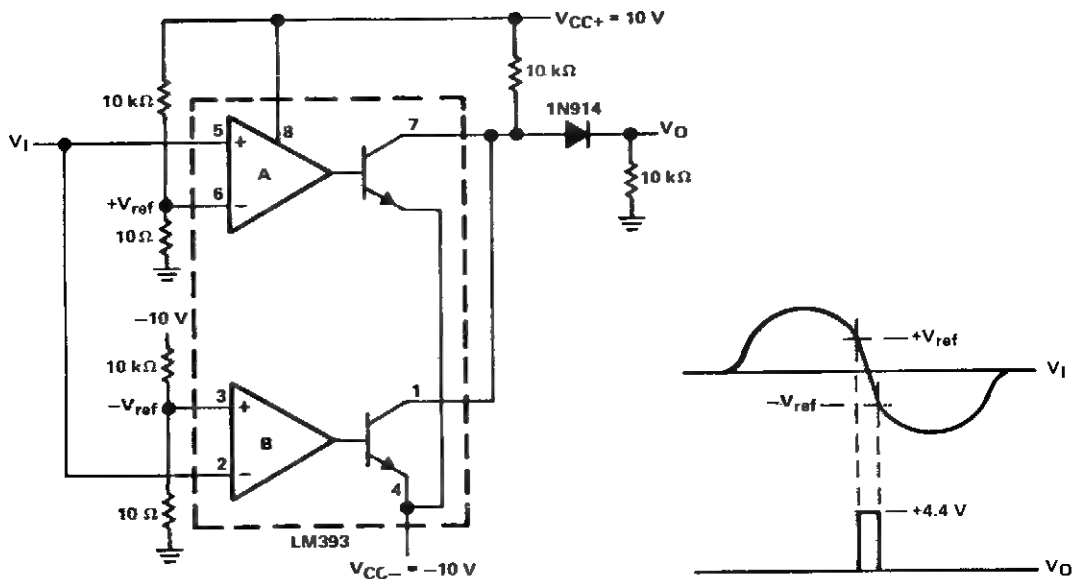 VCC+ = 10 V
10 kΩ
10 kΩ
1N914
VI
5
+
8
7
VO
A
6
−
10 kΩ
+Vref
10 Ω
−10 V
10 kΩ
+Vref
VI
−Vref
3
+
1
−Vref
B
2
−
4
10 Ω
+4.4 V
LM393
VCC− = −10 V
VO